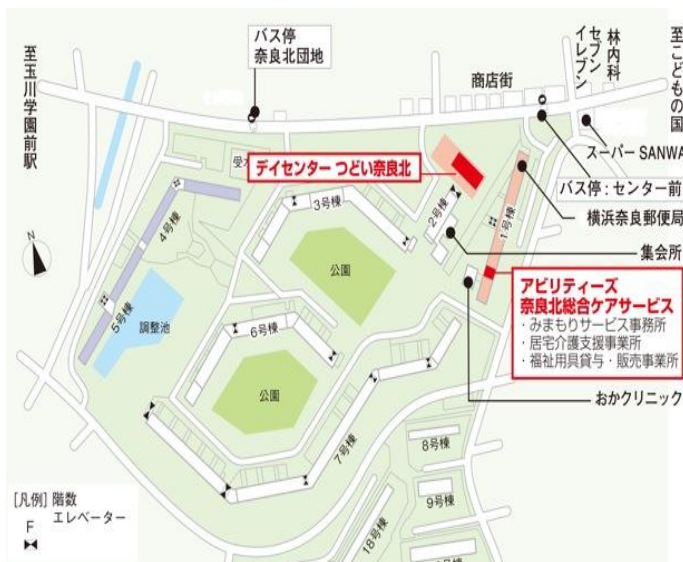 バス停
奈良北団地
商店街
セブン
イレブン
林内科
至こどもの国
至玉川学園前駅
スーパー SANWA
バス停 : センター前
横浜奈良郵便局
集会所
デイセンター つどい奈良北
受水
4号棟
3号棟
2号棟
1号棟
N
公園
アビリティーズ
奈良北総合ケアサービス
・みまもりサービス事務所
・居宅介護支援事業所
・福祉用具貸与・販売事業所
おかクリニック
5号棟
調整池
6号棟
公園
7号棟
8号棟
9号棟
18号棟
[凡例] 階数
エレベーター
F